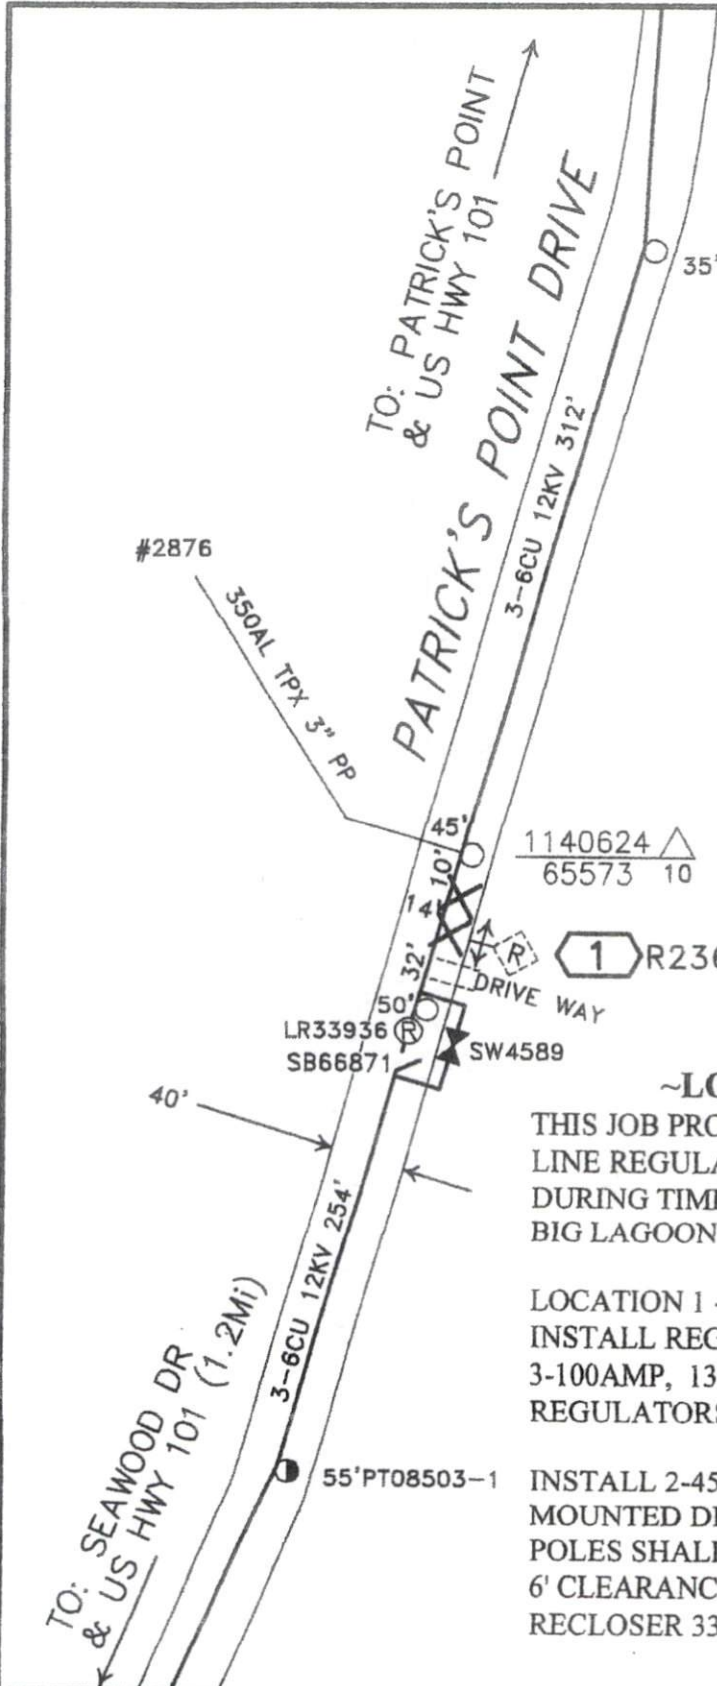 TO: PATRICK'S POINT
& US HWY 101
PATRICK'S POINT DRIVE
35'
3-6CU 12KV 312'
#2876
350AL TPX 3" PP
45'
10'
1140624
65573 10
14'
R
1 R236
32'
DRIVE WAY
50'
LR33936 R
SB66871
SW4589
40'
~LO
THIS JOB PRO
LINE REGULA
DURING TIM
BIG LAGOON
3-6CU 12KV 254'
LOCATION 1 -
INSTALL REG
3-100AMP, 13
REGULATORS
TO: SEAWOOD DR
& US HWY 101 (1.2Mi)
55'PT08503-1
INSTALL 2-45
MOUNTED D
POLES SHAL
6' CLEARANC
RECLOSER 33